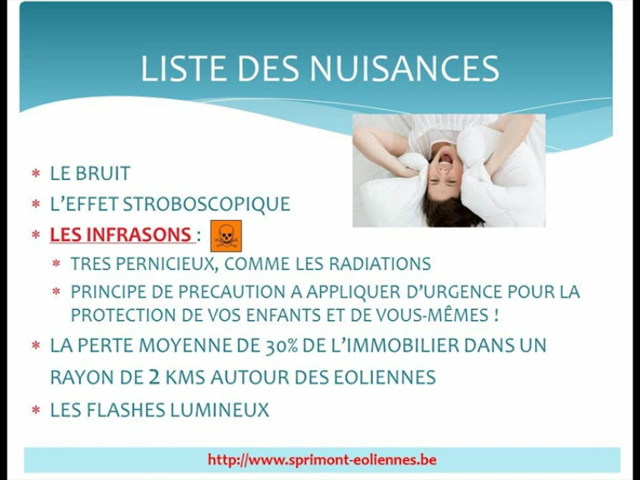 LISTE DES NUISANCES
LE BRUIT
L’EFFET STROBOSCOPIQUE
LES INFRASONS :
TRES PERNICIEUX, COMME LES RADIATIONS
PRINCIPE DE PRECAUTION A APPLIQUER D’URGENCE POUR LA
PROTECTION DE VOS ENFANTS ET DE VOUS-MÊMES !
LA PERTE MOYENNE DE 30% DE L’IMMOBILIER DANS UN
RAYON DE 2 KMS AUTOUR DES EOLIENNES
LES FLASHES LUMINEUX
http://www.sprimont-eoliennes.be